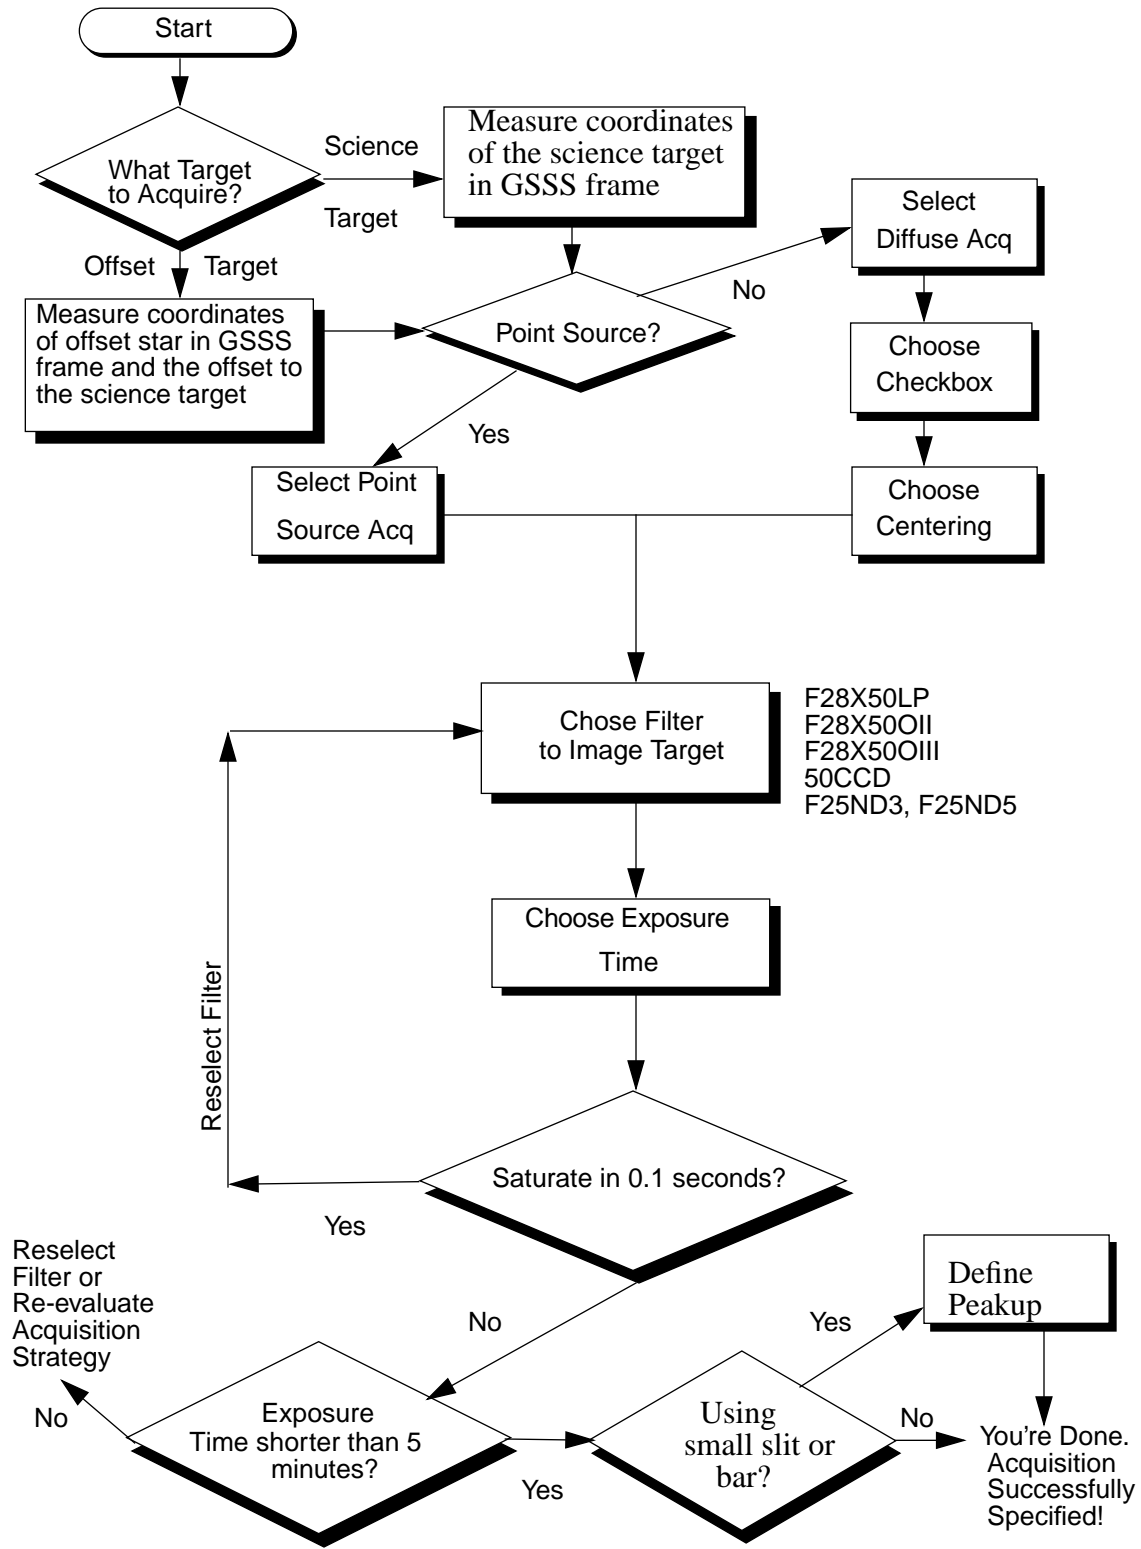 Start
What Target
to Acquire?
Science
Target
Measure coordinates
of the science target
in GSSS frame
Offset
Target
Measure coordinates
of offset star in GSSS
frame and the offset to
the science target
Point Source?
No
Select
Diffuse Acq
Choose
Checkbox
Choose
Centering
Yes
Select Point
Source Acq
Chose Filter
to Image Target
F28X50LP
F28X50OII
F28X50OIII
50CCD
F25ND3, F25ND5
Choose Exposure
Time
Reselect Filter
Saturate in 0.1 seconds?
Yes
No
Reselect
Filter or
Re-evaluate
Acquisition
Strategy
No
Exposure
Time shorter than 5
minutes?
Yes
Using
small slit or
bar?
Yes
Define
Peakup
No
You’re Done.
Acquisition
Successfully
Specified!